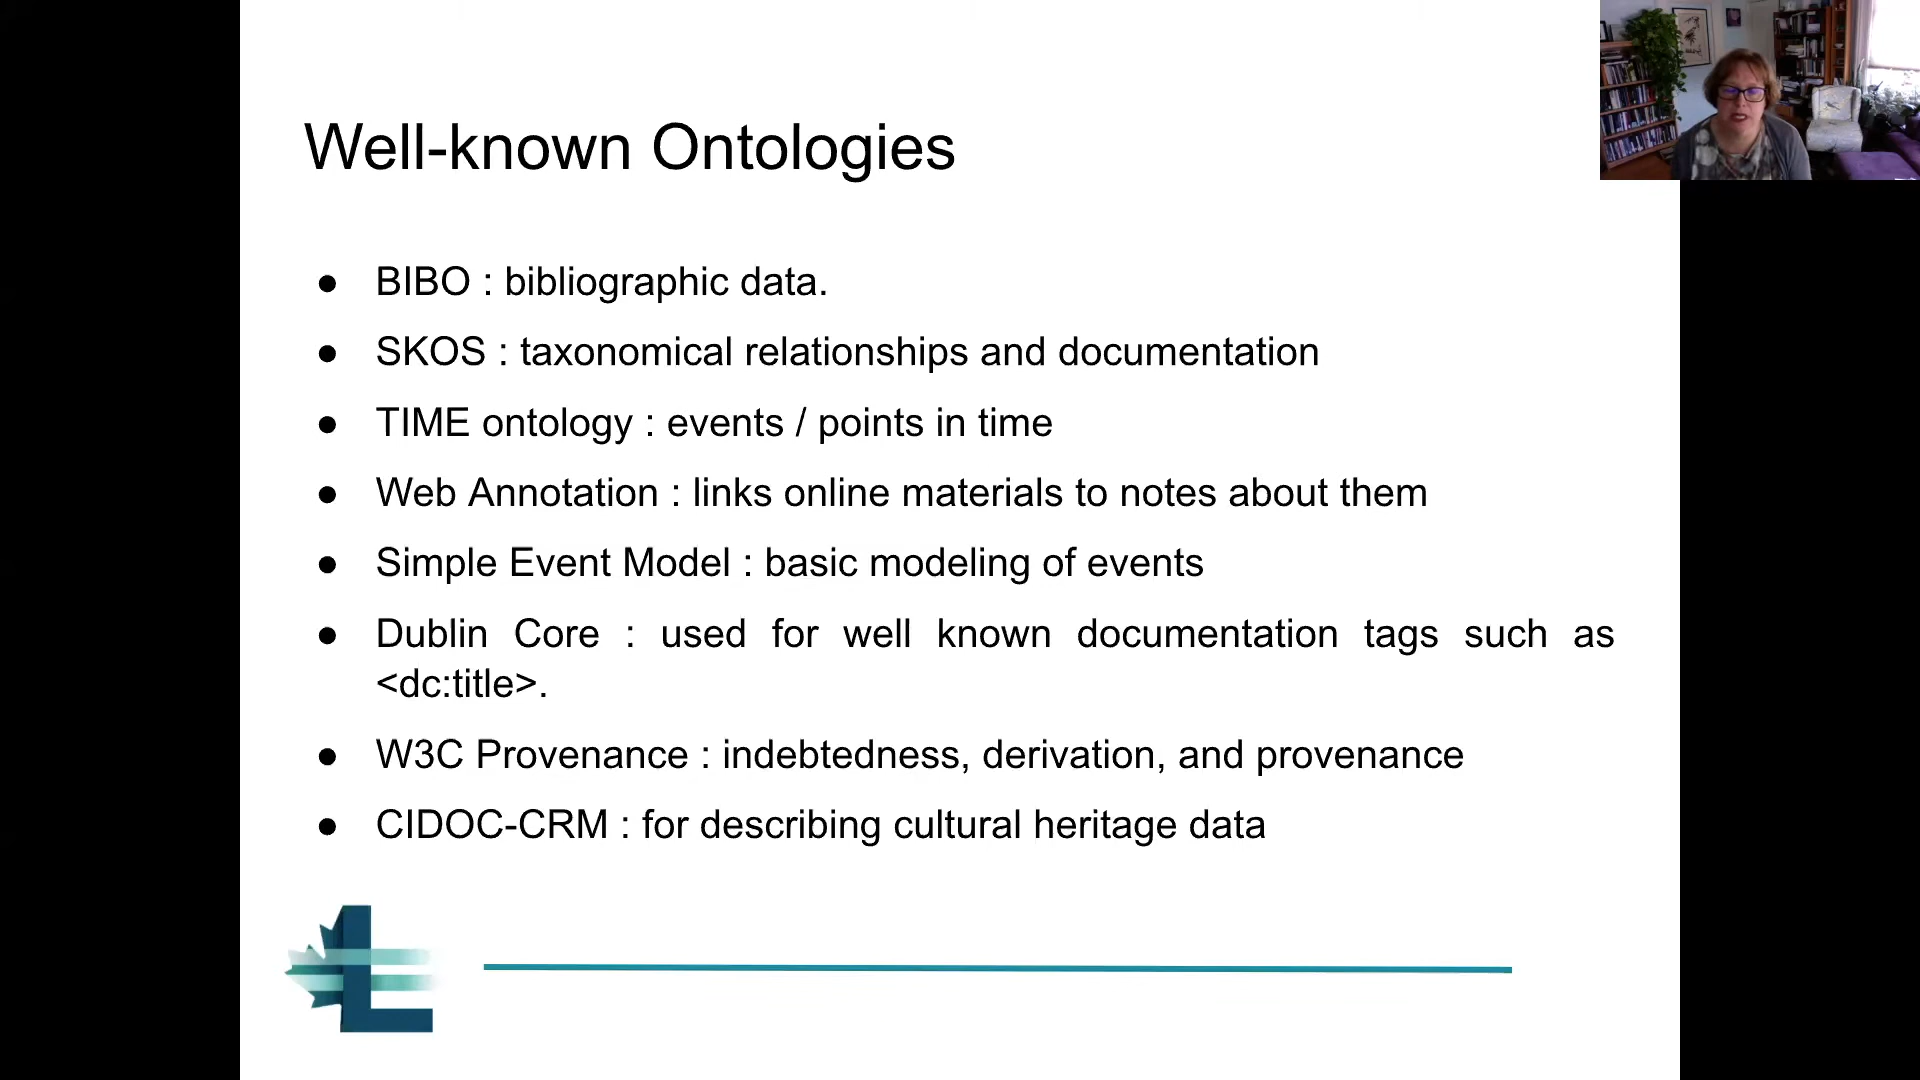 Well-known Ontologies
● BIBO : bibliographic data.
● SKOS : taxonomical relationships and documentation
● TIME ontology : events / points in time
● Web Annotation : links online materials to notes about them
● Simple Event Model : basic modeling of events
● Dublin Core : used for well known documentation tags such as
<dc:title>.
● W3C Provenance : indebtedness, derivation, and provenance
● CIDOC-CRM : for describing cultural heritage data